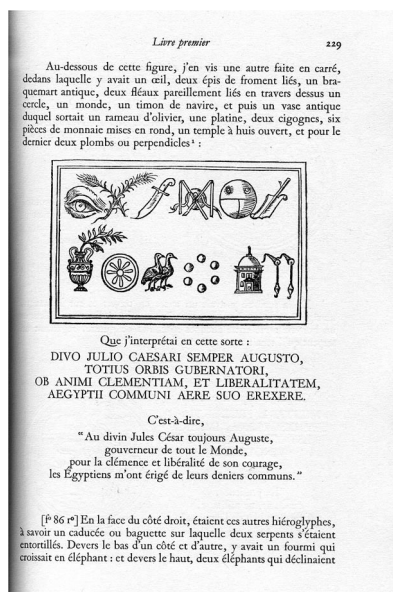 Livre premier 229
Au-dessous de cette figure, j'en vis une autre faite en carré,
dedans laquelle y avait un œil, deux épis de froment liés, un bra-
quemart antique, deux fléaux pareillement liés en travers dessus un
cercle, un monde, un timon de navire, et puis un vase antique
duquel sortait un rameau d'olivier, une platine, deux cigognes, six
pièces de monnaie mises en rond, un temple à huis ouvert, et pour le
dernier deux plombs ou perpendicles¹ :
Que j'interprétai en cette sorte :
DIVO JULIO CAESARI SEMPER AUGUSTO,
TOTIUS ORBIS GUBERNATORI,
OB ANIMI CLEMENTIAM, ET LIBERALITATEM,
AEGYPTII COMMUNI AERE SUO EREXERE.
C'est-à-dire,
“Au divin Jules César toujours Auguste,
gouverneur de tout le Monde,
pour la clémence et libéralité de son courage,
les Égyptiens m'ont érigé de leurs deniers communs.”
[fº 86 rº] En la face du côté droit, étaient ces autres hiéroglyphes,
à savoir un caducée ou baguette sur laquelle deux serpents s'étaient
entortillés. Devers le bas d'un côté et d'autre, y avait un fourmi qui
croissait en éléphant : et devers le haut, deux éléphants qui déclinaient